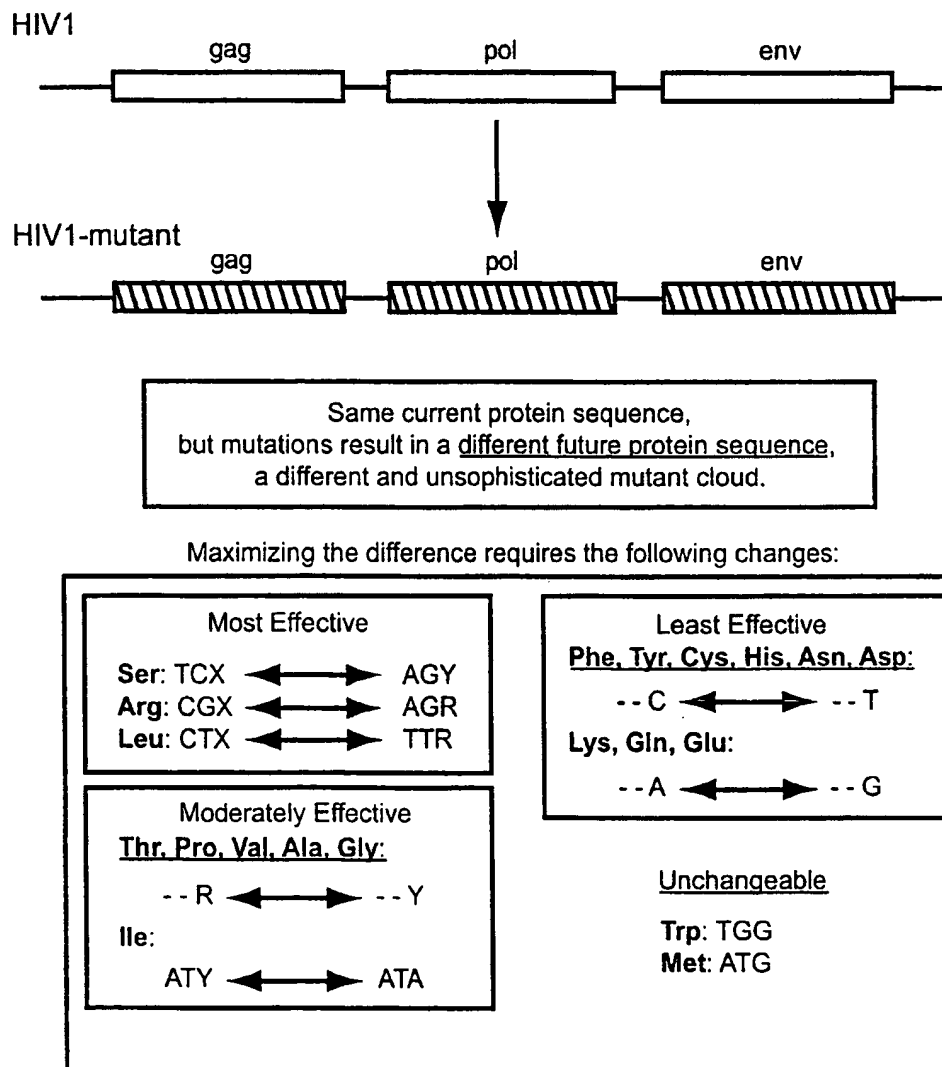 HIV1
gag pol env
HIV1-mutant
gag pol env
Same current protein sequence,
but mutations result in a different future protein sequence,
a different and unsophisticated mutant cloud.
Maximizing the difference requires the following changes:
Most Effective
Ser: TCX AGY
Arg: CGX AGR
Leu: CTX TTR
Moderately Effective
Thr, Pro, Val, Ala, Gly:
- - R - - Y
Ile:
ATY ATA
Least Effective
Phe, Tyr, Cys, His, Asn, Asp:
- - C - - T
Lys, Gln, Glu:
- - A - - G
Unchangeable
Trp: TGG
Met: ATG